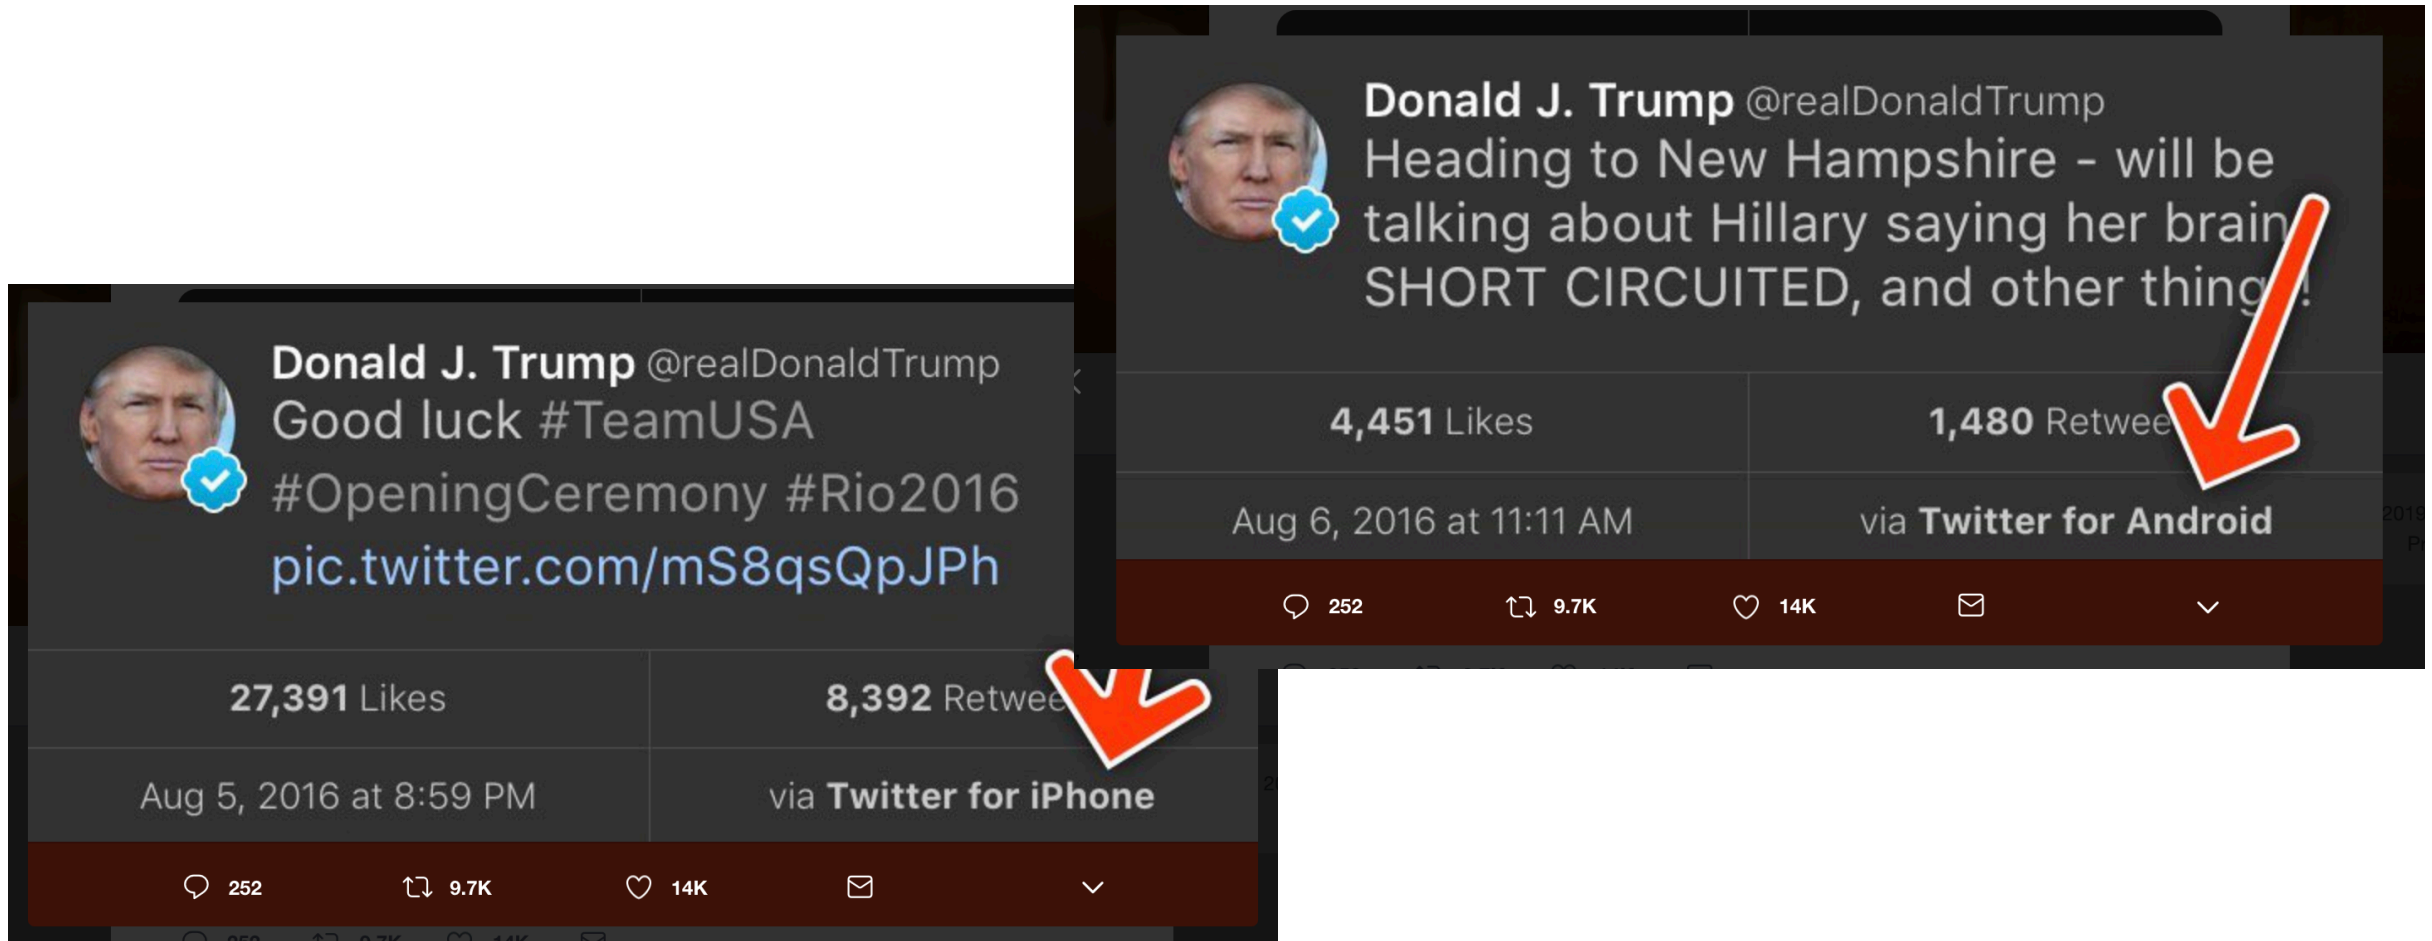 Donald J. Trump @realDonaldTrump
Heading to New Hampshire - will be
talking about Hillary saying her brain
SHORT CIRCUITED, and other thing !
4,451 Likes
1,480 Retwee
Aug 6, 2016 at 11:11 AM
via Twitter for Android
252 9.7K 14K
Donald J. Trump @realDonaldTrump
Good luck #TeamUSA
#OpeningCeremony #Rio2016
pic.twitter.com/mS8qsQpJPh
27,391 Likes
8,392 Retwee
Aug 5, 2016 at 8:59 PM
via Twitter for iPhone
252 9.7K 14K